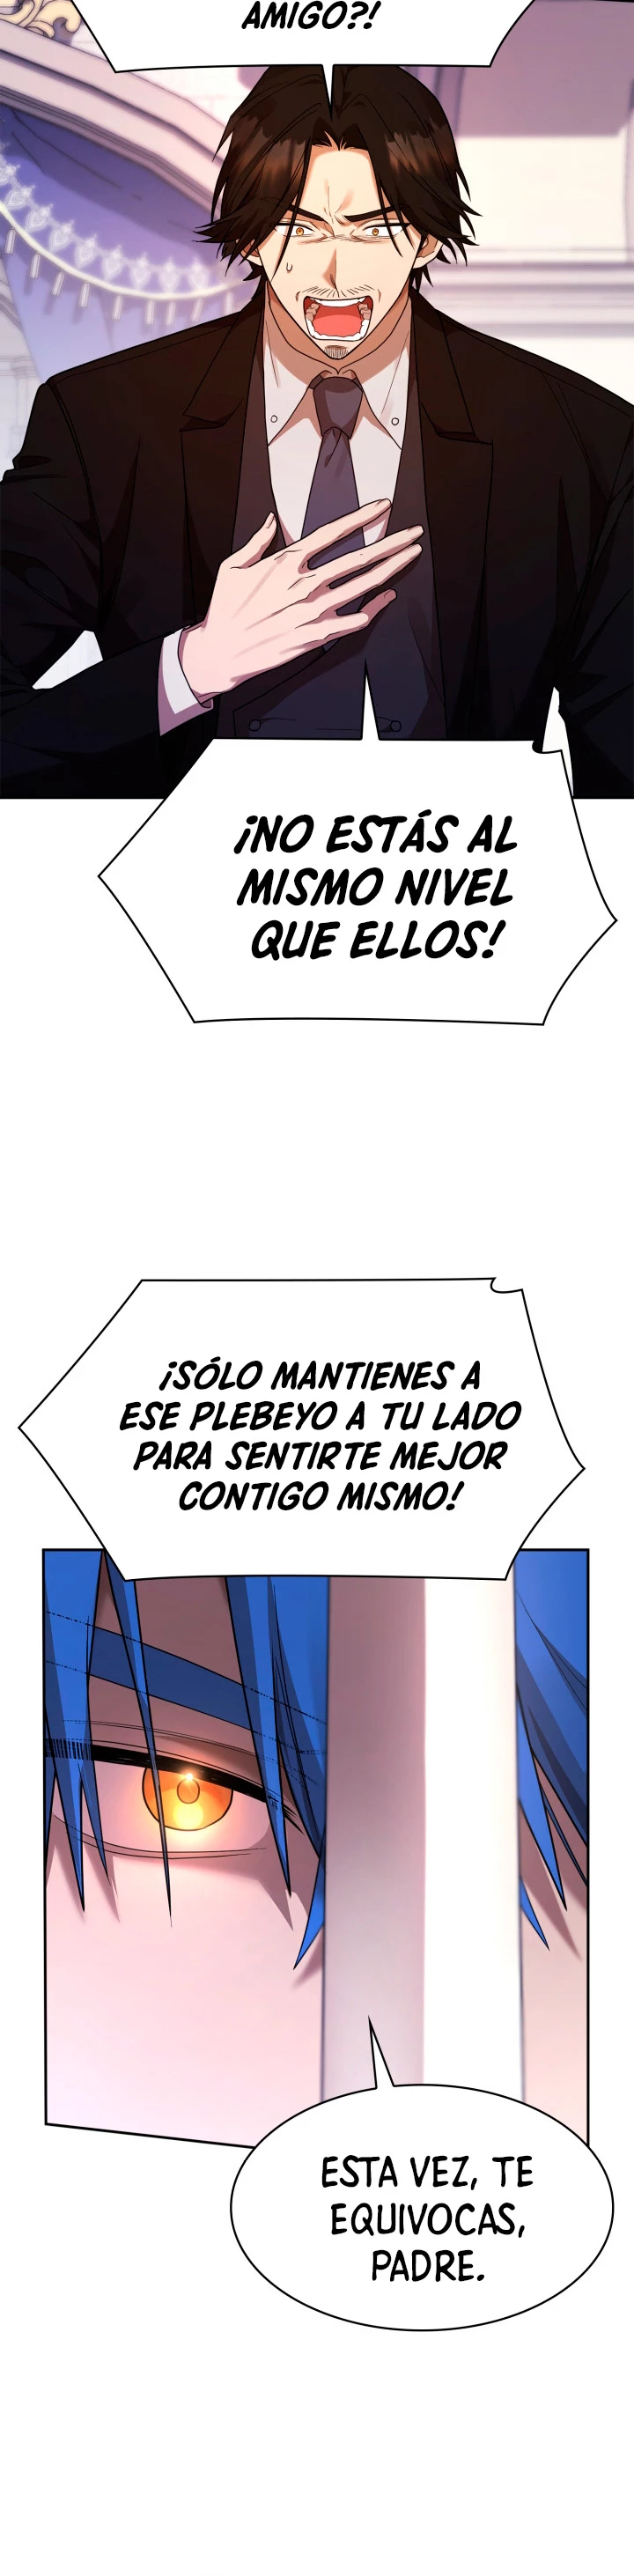 AMIGO?!
¡NO ESTÁS AL
MISMO NIVEL
QUE ELLOS!
¡SÓLO MANTIENES A
ESE PLEBEYO A TU LADO
PARA SENTIRTE MEJOR
CONTIGO MISMO!
ESTA VEZ, TE
EQUIVOCAS,
PADRE.